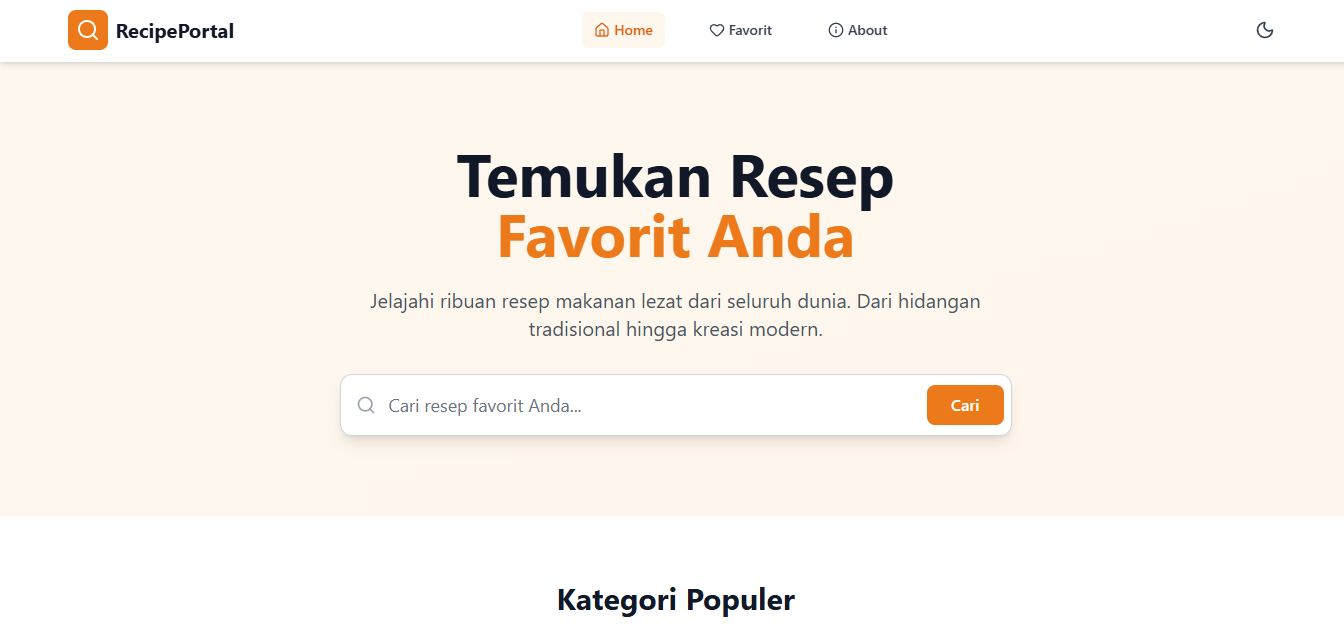 RecipePortal
Home
Favorit
About
Temukan Resep
Favorit Anda
Jelajahi ribuan resep makanan lezat dari seluruh dunia. Dari hidangan
tradisional hingga kreasi modern.
Cari resep favorit Anda...
Cari
Kategori Populer